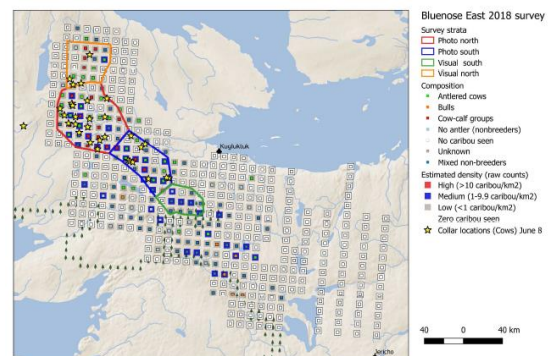 Bluenose East 2018 survey
Survey strata
Photo north
Photo south
Visual south
Visual north
Composition
Antlered cows
Bulls
Cow-calf groups
No antler (nonbreeders)
No caribou seen
Unknown
Mixed non-breeders
Estimated density (raw counts)
High (>10 caribou/km2)
Medium (1-9.9 caribou/km2)
Low (<1 caribou/km2)
Zero caribou seen
Collar locations (Cows) June 8
Kugluktuk
Jericho
40 0 40 km